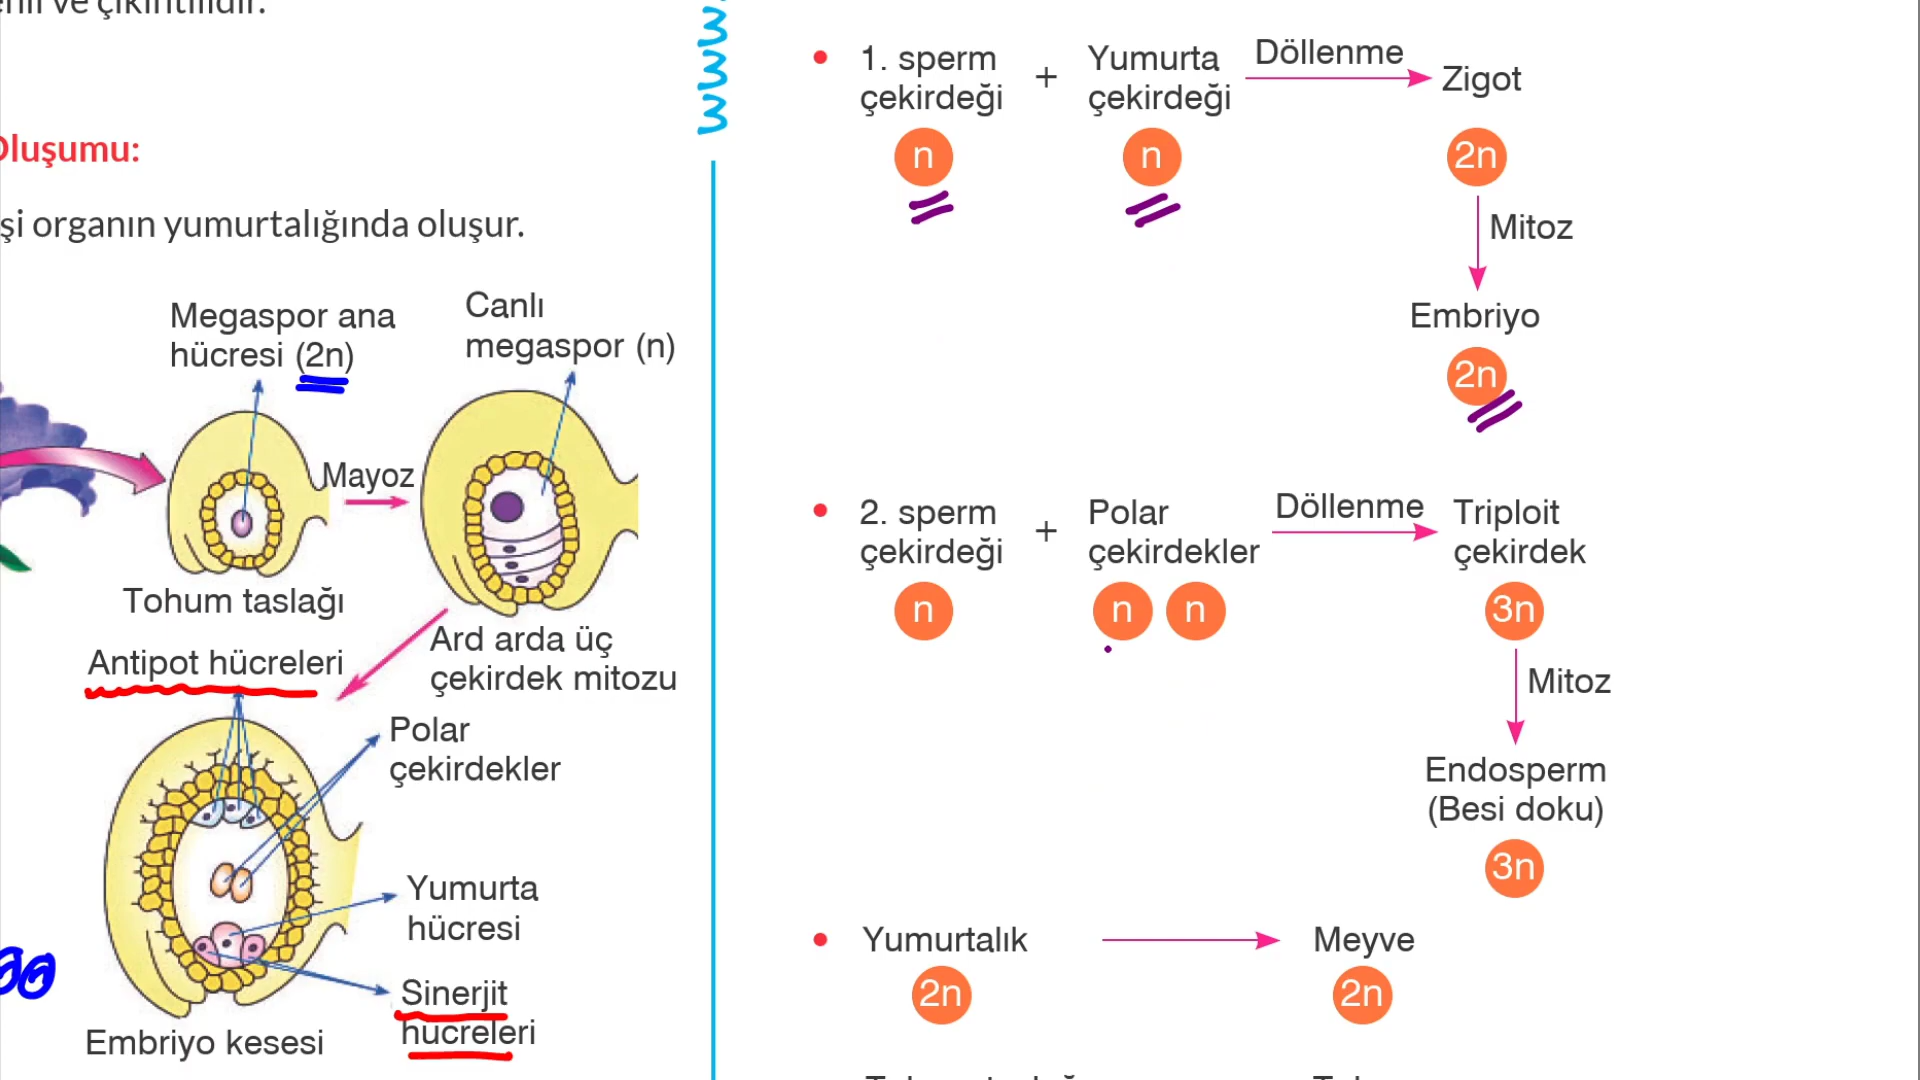 ve çıkıntılıdır.
Oluşumu:
şi organın yumurtalığında oluşur.
Megaspor ana
hücresi (2n)
Canlı
megaspor (n)
Mayoz
Tohum taslağı
Ard arda üç
çekirdek mitozu
Antipot hücreleri
Polar
çekirdekler
Yumurta
hücresi
Sinerjit
hücreleri
Embriyo kesesi
1. sperm
çekirdeği
+
Yumurta
çekirdeği
Döllenme
Zigot
n
n
2n
Mitoz
Embriyo
2n
2. sperm
çekirdeği
+
Polar
çekirdekler
Döllenme
Triploit
çekirdek
n
n
n
3n
Mitoz
Endosperm
(Besi doku)
3n
Yumurtalık
Meyve
2n
2n